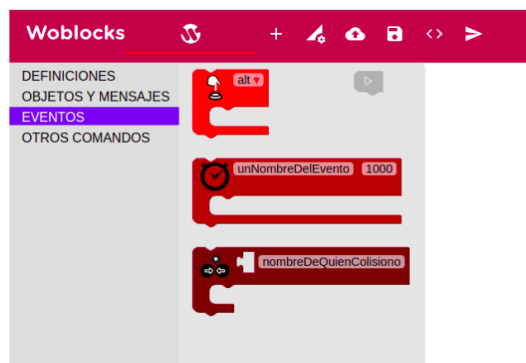 Woblocks
DEFINICIONES
OBJETOS Y MENSAJES
EVENTOS
OTROS COMANDOS
alt
unNombreDelEvento 1000
nombreDeQuienColisiono